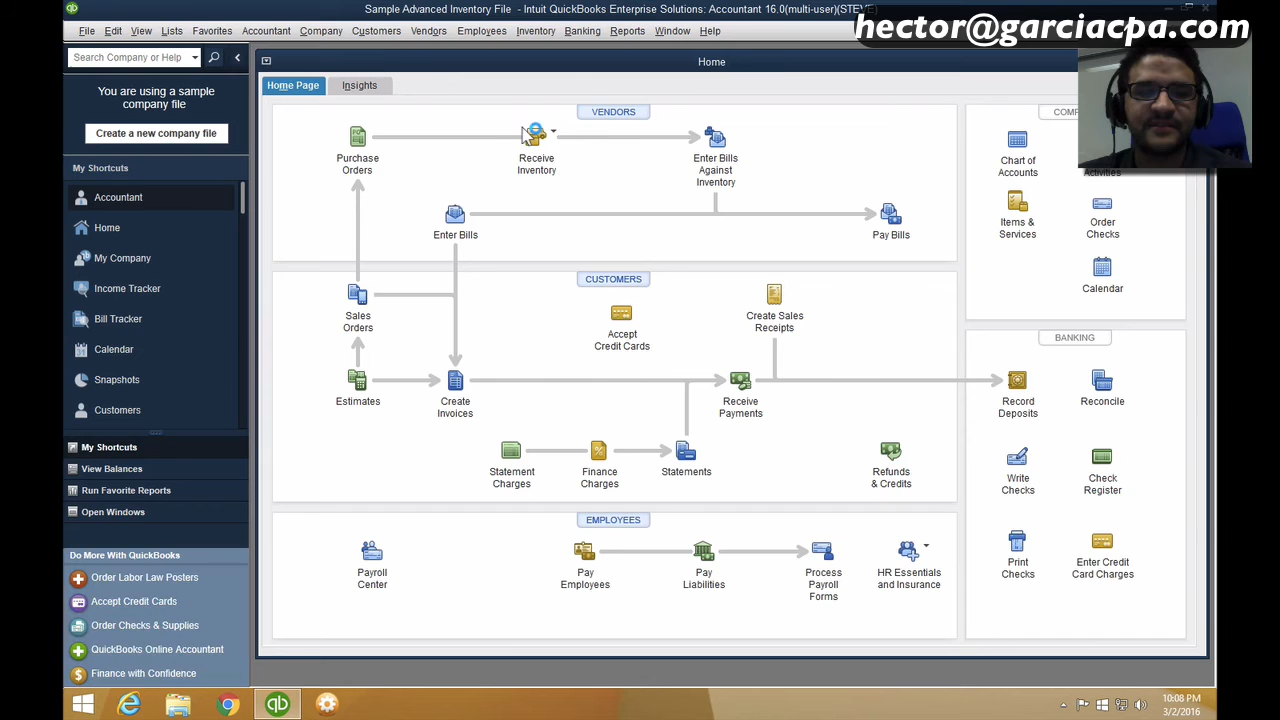 Sample Advanced Inventory File - Intuit QuickBooks Enterprise Solutions: Accountant 16.0(multi-user)(STEVE)
hector@garciacpa.com
File Edit View Lists Favorites Accountant Company Customers Vendors Employees Inventory Banking Reports Window Help
Search Company or Help
Home
You are using a
sample
company file
Create a new company file
My Shortcuts
Accountant
Home
My Company
Income Tracker
Bill Tracker
Calendar
Snapshots
Customers
My Shortcuts
View Balances
Run Favorite Reports
Open Windows
Do More With QuickBooks
Order Labor Law Posters
Accept Credit Cards
Order Checks & Supplies
QuickBooks Online Accountant
Finance with Confidence
Home Page Insights
VENDORS
Purchase
Orders
Receive
Inventory
Enter Bills
Against
Inventory
Enter Bills
Pay Bills
CUSTOMERS
Sales
Orders
Accept
Credit Cards
Create Sales
Receipts
Estimates
Create
Invoices
Receive
Payments
Statement
Charges
Finance
Charges
Statements
Refunds
& Credits
EMPLOYEES
Payroll
Center
Pay
Employees
Pay
Liabilities
Process
Payroll
Forms
HR Essentials
and Insurance
Chart of
Accounts
Items &
Services
Order
Checks
Calendar
BANKING
Record
Deposits
Reconcile
Write
Checks
Check
Register
Print
Checks
Enter Credit
Card Charges
10:08 PM
3/2/2016